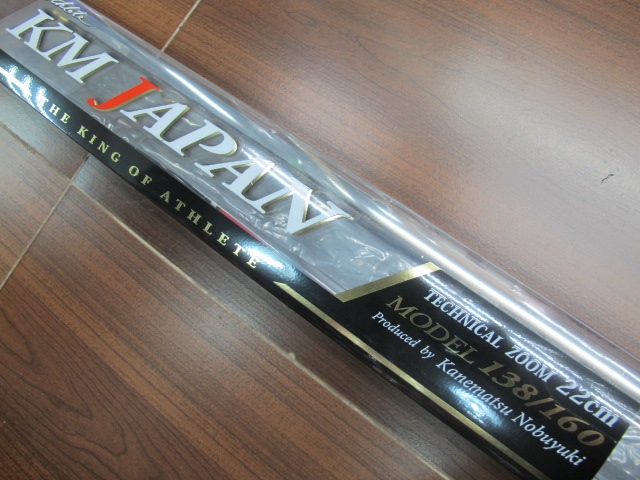 KM JAPAN
THE KING OF ATHLETE
TECHNICAL ZOOM 22cm
MODEL 138/160
Produced by Kanematsu Nobuyuki